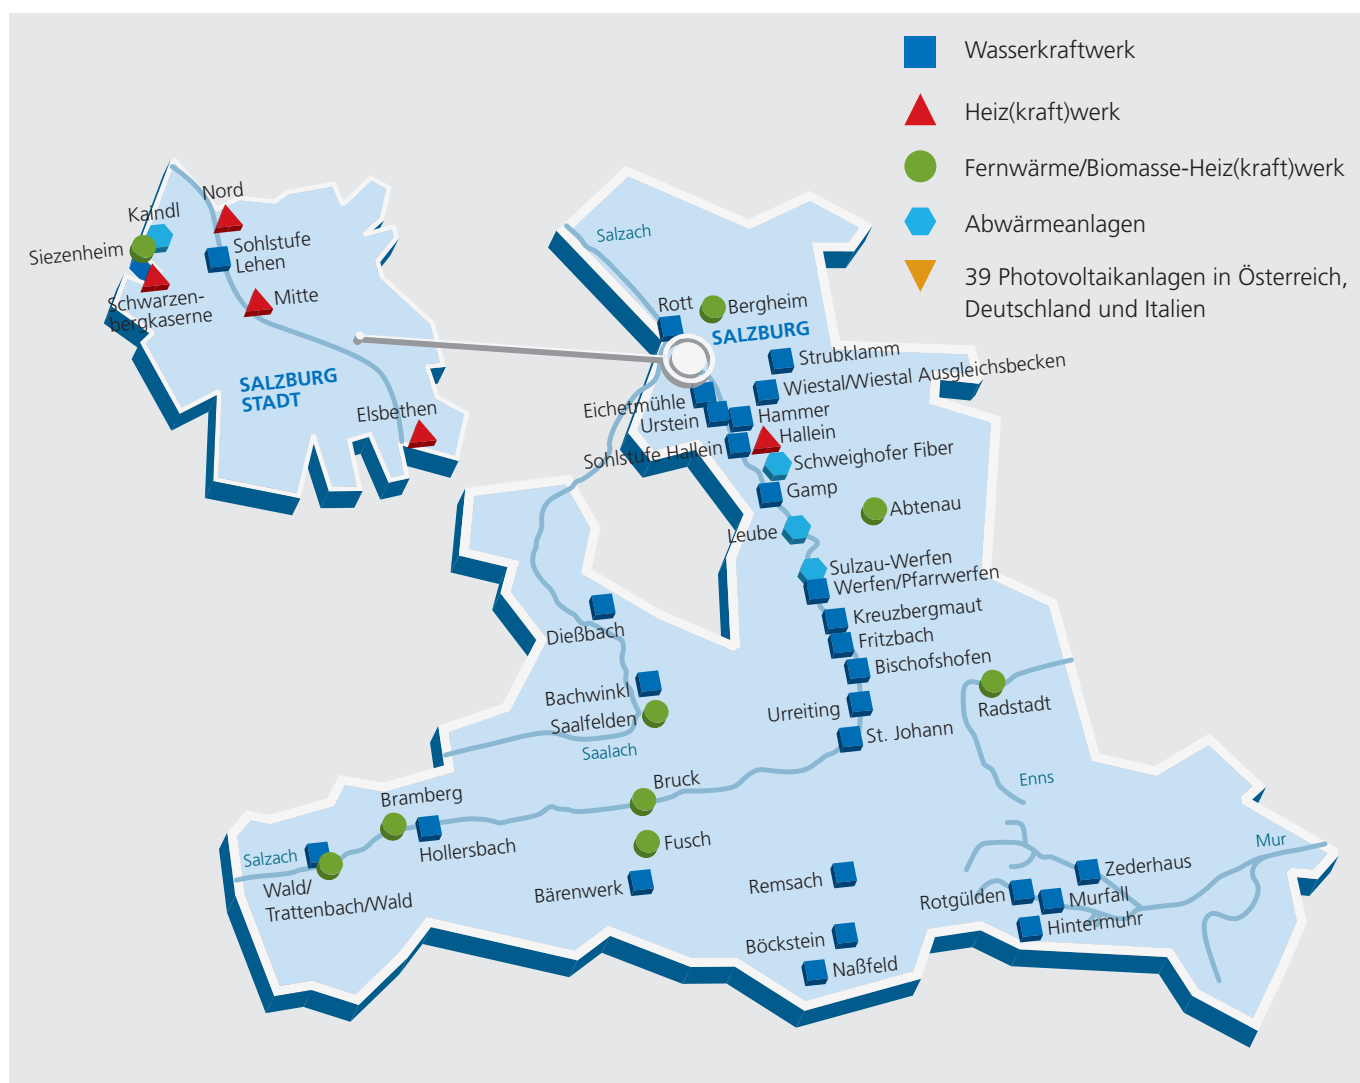 Wasserkraftwerk
Heiz(kraft)werk
Fernwärme/Biomasse-Heiz(kraft)werk
Abwärmeanlagen
39 Photovoltaikanlagen in Österreich,
Deutschland und Italien
Nord
Kaindl
Siezenheim
Sohlstufe
Lehen
Schwarzen-
bergkaserne
Mitte
SALZBURG
STADT
Elsbethen
Salzach
Rott
Bergheim
SALZBURG
Strubklamm
Wiestal/Wiestal Ausgleichsbecken
Eichetmühle
Urstein
Hammer
Hallein
Sohlstufe Hallein
Schweighofer Fiber
Gamp
Abtenau
Leube
Sulzau-Werfen
Werfen/Pfarrwerfen
Kreuzbergmaut
Fritzbach
Dießbach
Bischofshofen
Bachwinkl
Saalfelden
Urreiting
Radstadt
St. Johann
Saalach
Enns
Bruck
Bramberg
Hollersbach
Fusch
Salzach
Wald/
Trattenbach/Wald
Bärenwerk
Remsach
Böckstein
Naßfeld
Mur
Zederhaus
Rotgülden
Murfall
Hintermuhr